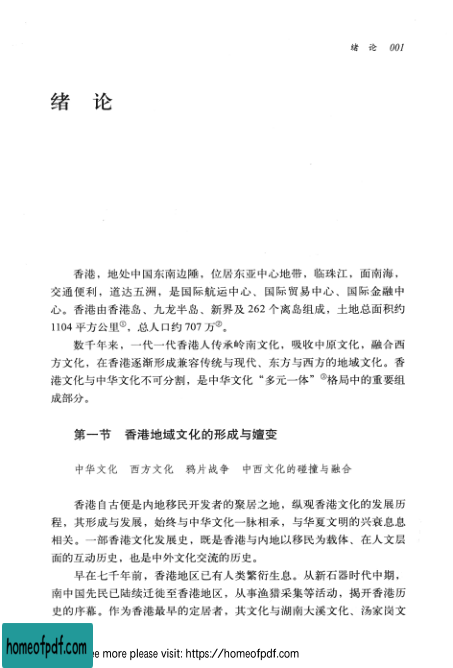 绪 论 001
绪 论
香港，地处中国东南边陲，位居东亚中心地带，临珠江，面南海，
交通便利，道达五洲，是国际航运中心、国际贸易中心、国际金融中
心。香港由香港岛、九龙半岛、新界及 262 个离岛组成，土地总面积约
1104 平方公里①，总人口约 707 万②。
数千年来，一代一代香港人传承岭南文化，吸收中原文化，融合西
方文化，在香港逐渐形成兼容传统与现代、东方与西方的地域文化。香
港文化与中华文化不可分割，是中华文化“多元一体”③格局中的重要组
成部分。
第一节 香港地域文化的形成与嬗变
中华文化 西方文化 鸦片战争 中西文化的碰撞与融合
香港自古便是内地移民开发者的聚居之地，纵观香港文化的发展历
程，其形成与发展，始终与中华文化一脉相承，与华夏文明的兴衰息息
相关。一部香港文化发展史，既是香港与内地以移民为载体、在人文层
面的互动历史，也是中外文化交流的历史。
早在七千年前，香港地区已有人类繁衍生息。从新石器时代中期，
南中国先民已陆续迁徙至香港地区，从事渔猎采集等活动，揭开香港历
史的序幕。作为香港最早的定居者，其文化与湖南大溪文化、汤家岗文
homeofpdf.com
ee more please visit: https://homeofpdf.com